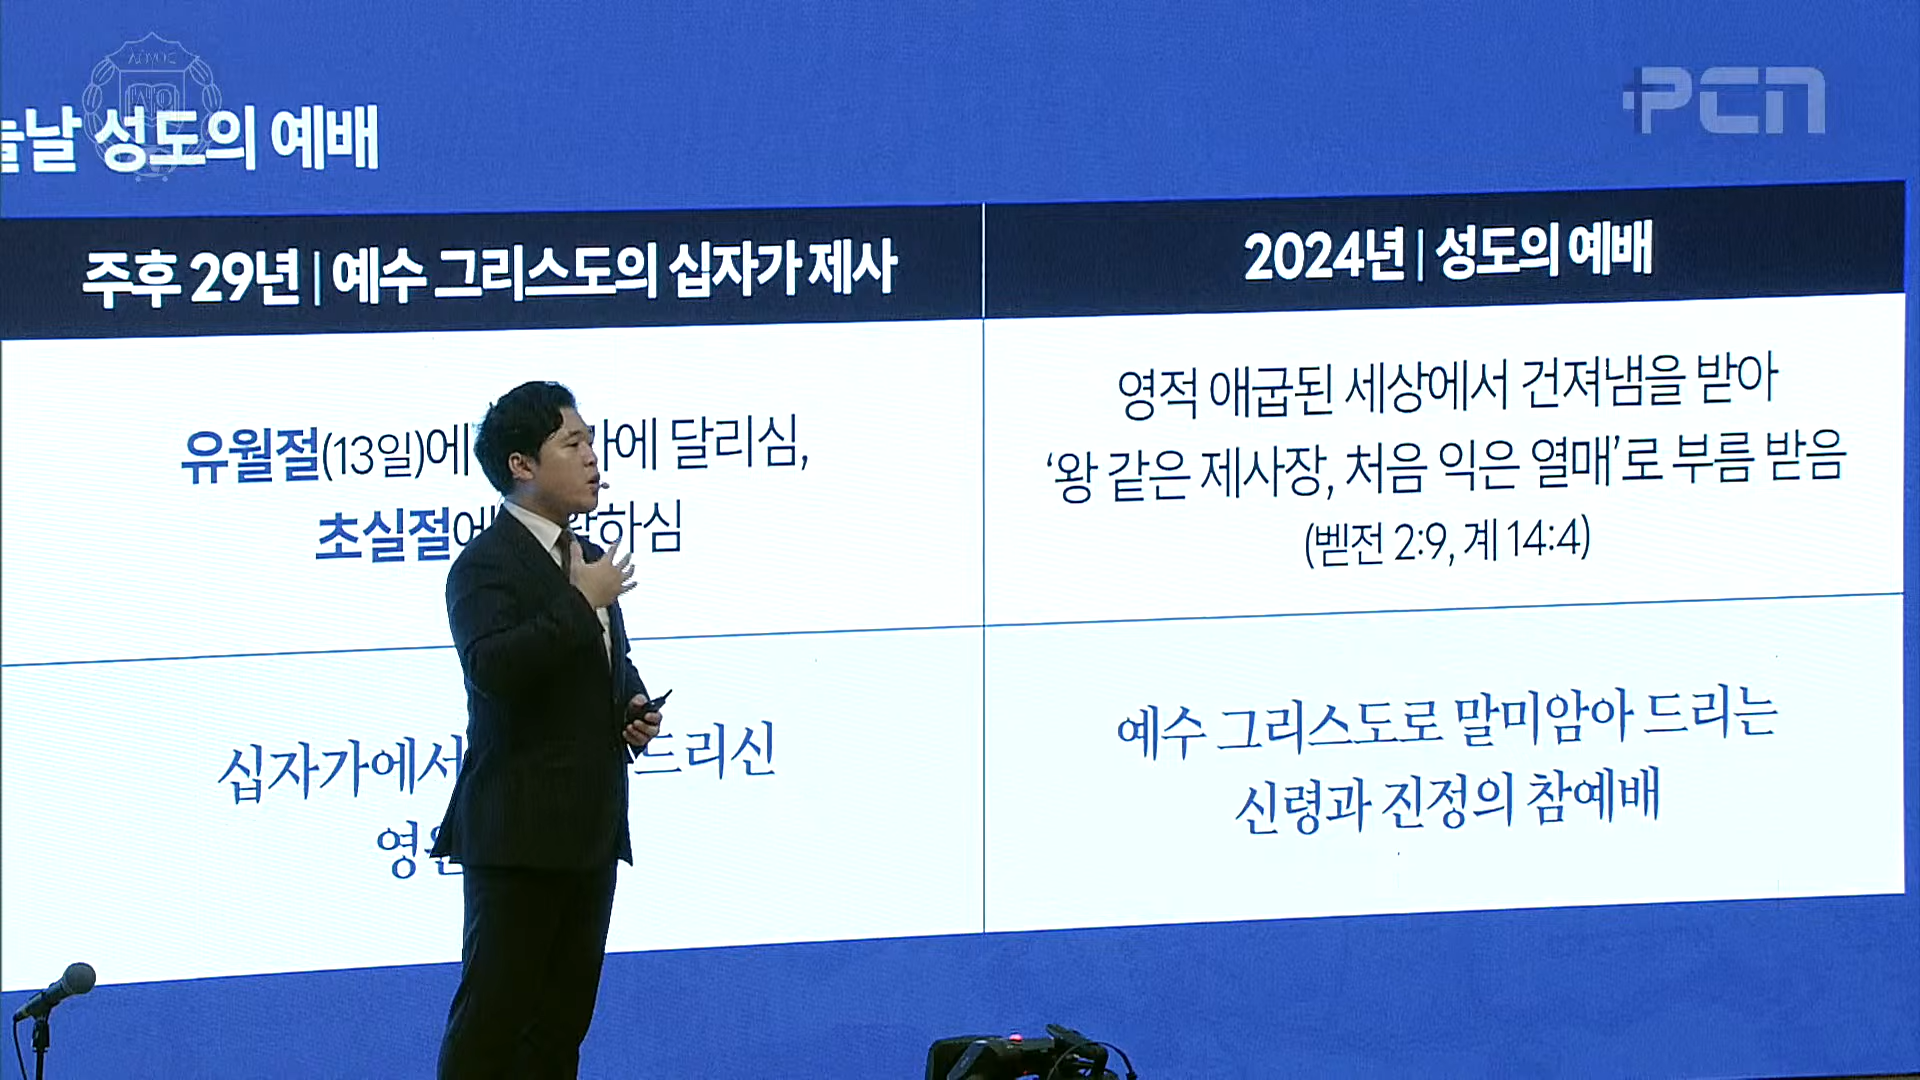 PCN
성도의 예배
주후 29년 | 예수 그리스도의 십자가 제사
2024년 | 성도의 예배
유월절(13일)에 달리심,
초실절
영적 애굽된 세상에서 건져냄을 받아
‘왕 같은 제사장, 처음 익은 열매’로 부름 받음
(벧전 2:9, 계 14:4)
십자가에서 드리신
예수 그리스도로 말미암아 드리는
신령과 진정의 참예배